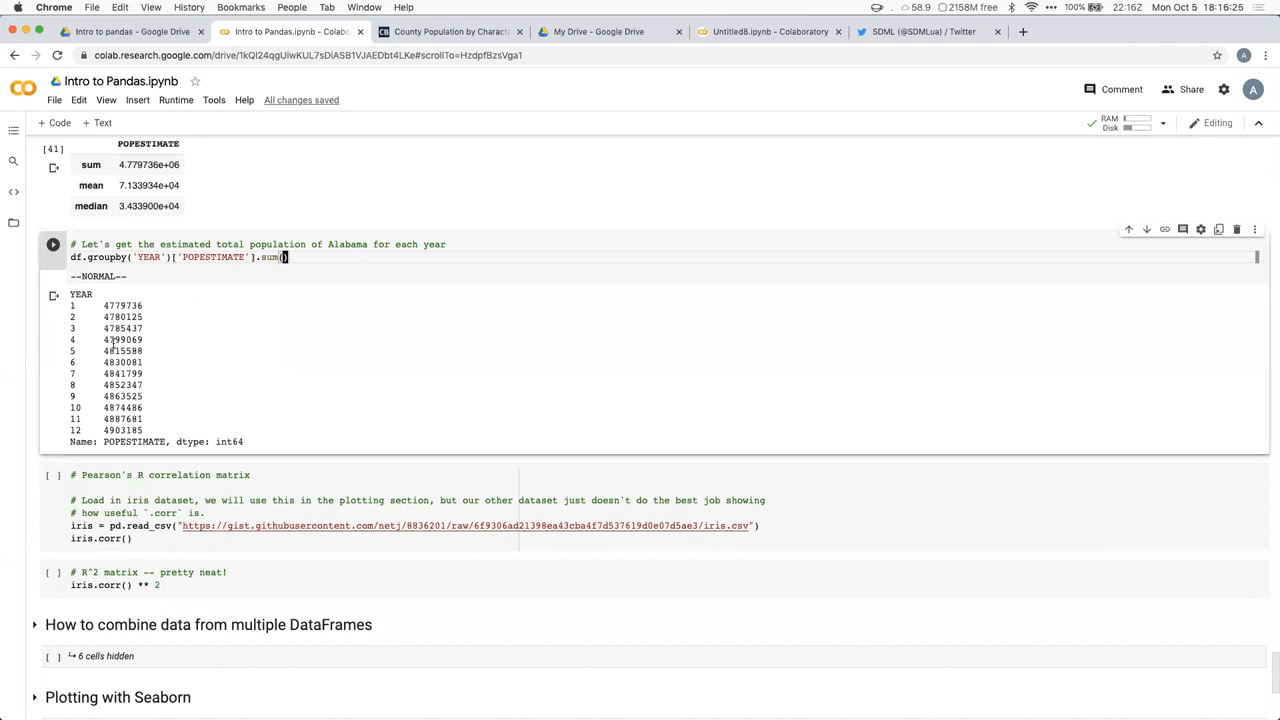 Chrome File Edit View History Bookmarks People Tab Window Help 58.9 2158M free 100% 22:16Z Mon Oct 5 18:16:25
Intro to pandas - Google Drive Intro to Pandas.ipynb - Colabo County Population by Characti My Drive - Google Drive Untitled8.ipynb - Colaboratory SDML (@SDMLua) / Twitter
colab.research.google.com/drive/1kQl24qgUiwKUL7sDiASB1VJAEDbt4LKe#scrollTo=HzdpfBzsVga1 A
Intro to Pandas.ipynb
File Edit View Insert Runtime Tools Help All changes saved Comment Share A
+ Code + Text RAM Disk Editing
[41] POPESTIMATE
sum 4.779736e+06
mean 7.133934e+04
median 3.433900e+04
# Let's get the estimated total population of Alabama for each year
df.groupby('YEAR')['POPESTIMATE'].sum()
--NORMAL--
YEAR
1 4779736
2 4780125
3 4785437
4 4799069
5 4815588
6 4830081
7 4841799
8 4852347
9 4863525
10 4874486
11 4887681
12 4903185
Name: POPESTIMATE, dtype: int64
[ ] # Pearson's R correlation matrix
# Load in iris dataset, we will use this in the plotting section, but our other dataset just doesn't do the best job showing
# how useful `.corr` is.
iris = pd.read_csv("https://gist.githubusercontent.com/netj/8836201/raw/6f9306ad21398ea43cba4f7d537619d0e07d5ae3/iris.csv")
iris.corr()
[ ] # R^2 matrix -- pretty neat!
iris.corr() ** 2
How to combine data from multiple DataFrames
[ ] ↳ 6 cells hidden
Plotting with Seaborn